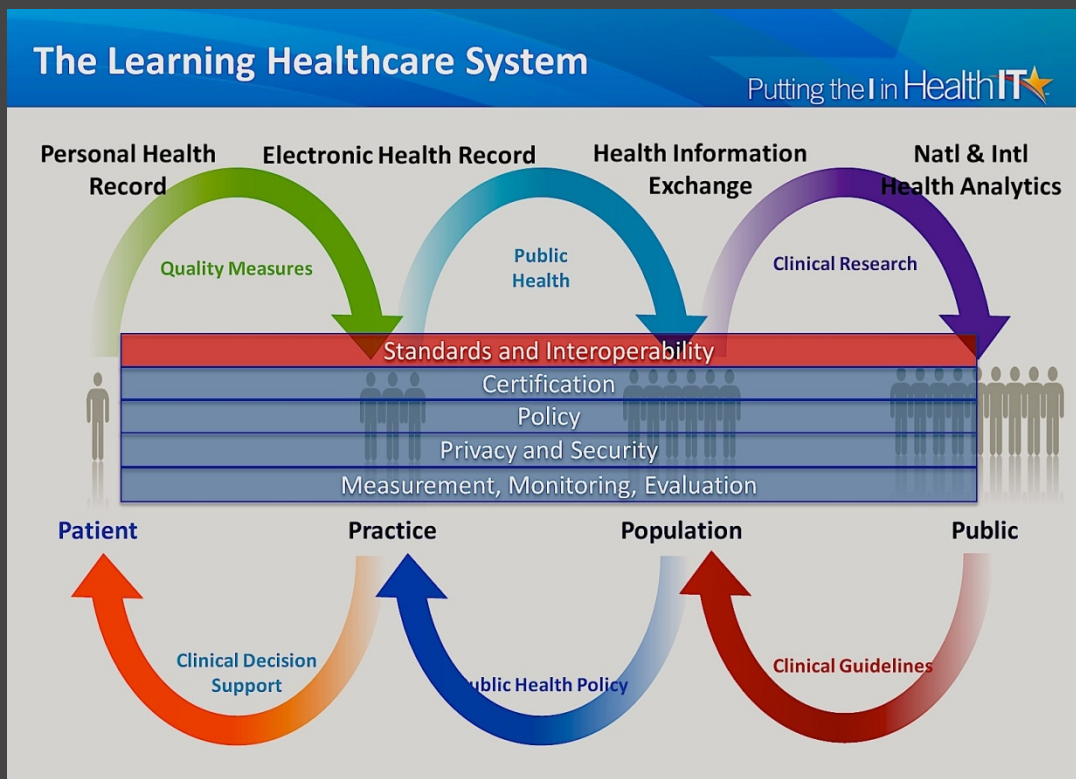 The Learning Healthcare System
Putting the I in HealthIT
Personal Health
Record
Electronic Health Record
Health Information
Exchange
Natl & Intl
Health Analytics
Quality Measures
Public
Health
Clinical Research
Standards and Interoperability
Certification
Policy
Privacy and Security
Measurement, Monitoring, Evaluation
Patient
Practice
Population
Public
Clinical Decision
Support
Public Health Policy
Clinical Guidelines